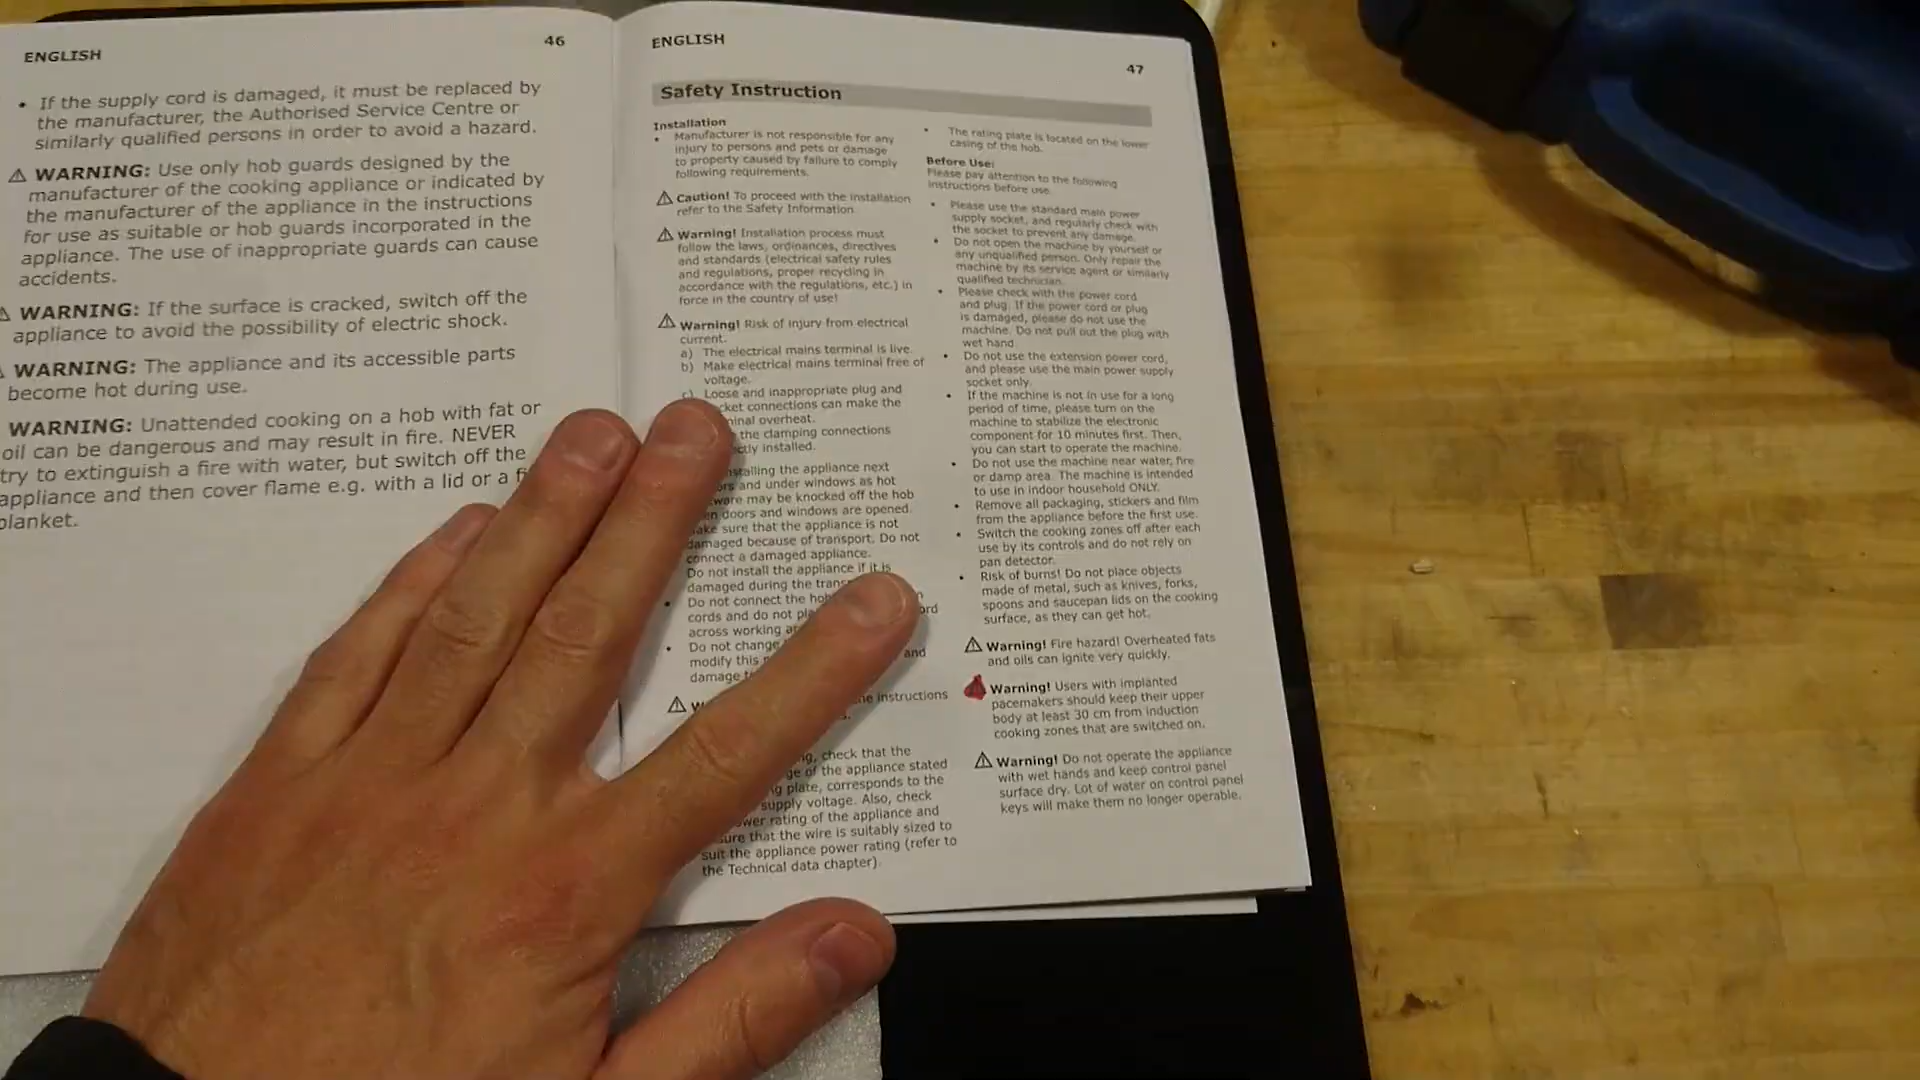 ENGLISH
46
• If the supply cord is damaged, it must be replaced by
the manufacturer, the Authorised Service Centre or
similarly qualified persons in order to avoid a hazard.
WARNING: Use only hob guards designed by the
manufacturer of the cooking appliance or indicated by
the manufacturer of the appliance in the instructions
for use as suitable or hob guards incorporated in the
appliance. The use of inappropriate guards can cause
accidents.
WARNING: If the surface is cracked, switch off the
appliance to avoid the possibility of electric shock.
WARNING: The appliance and its accessible parts
become hot during use.
WARNING: Unattended cooking on a hob with fat or
oil can be dangerous and may result in fire. NEVER
try to extinguish a fire with water, but switch off the
appliance and then cover flame e.g. with a lid or a
blanket.
ENGLISH
47
Safety Instruction
Installation
• Manufacturer is not responsible for any
injury to persons and pets or damage
to property caused by failure to comply
following requirements.
Caution! To proceed with the installation
refer to the Safety Information.
Warning! Installation process must
follow the laws, ordinances, directives
and standards (electrical safety rules
and regulations, proper recycling in
accordance with the regulations, etc.) in
force in the country of use!
Warning! Risk of injury from electrical
current.
a) The electrical mains terminal is live.
b) Make electrical mains terminal free of
voltage.
c) Loose and inappropriate plug and
connections can make the
overheat.
the clamping connections
installed.
the appliance next
and under windows as hot
may be knocked off the hob
doors and windows are opened.
sure that the appliance is not
damaged because of transport. Do not
connect a damaged appliance.
Do not install the appliance if it is
damaged during the
• Do not connect the hob
cords and do not
across working
• Do not change
modify this and
damage
instructions
check that the
of the appliance stated
plate, corresponds to the
supply voltage. Also, check
rating of the appliance and
that the wire is suitably sized to
suit the appliance power rating (refer to
the Technical data chapter).
• The rating plate is located on the lower
casing of the hob.
Before Use:
Please pay attention to the following
instructions before use.
• Please use the standard main power
supply socket, and regularly check with
the socket to prevent any damage.
• Do not open the machine by yourself or
any unqualified person. Only repair the
machine by its service agent or similarly
qualified technician.
• Please check with the power cord
and plug. If the power cord or plug
is damaged, please do not use the
machine. Do not pull out the plug with
wet hand.
• Do not use the extension power cord,
and please use the main power supply
socket only.
• If the machine is not in use for a long
period of time, please turn on the
machine to stabilize the electronic
component for 10 minutes first. Then,
you can start to operate the machine.
• Do not use the machine near water, fire
or damp area. The machine is intended
to use in indoor household ONLY.
• Remove all packaging, stickers and film
from the appliance before the first use.
• Switch the cooking zones off after each
use by its controls and do not rely on
pan detector.
• Risk of burns! Do not place objects
made of metal, such as knives, forks,
spoons and saucepan lids on the cooking
surface, as they can get hot.
Warning! Fire hazard! Overheated fats
and oils can ignite very quickly.
Warning! Users with implanted
pacemakers should keep their upper
body at least 30 cm from induction
cooking zones that are switched on.
Warning! Do not operate the appliance
with wet hands and keep control panel
surface dry. Lot of water on control panel
keys will make them no longer operable.